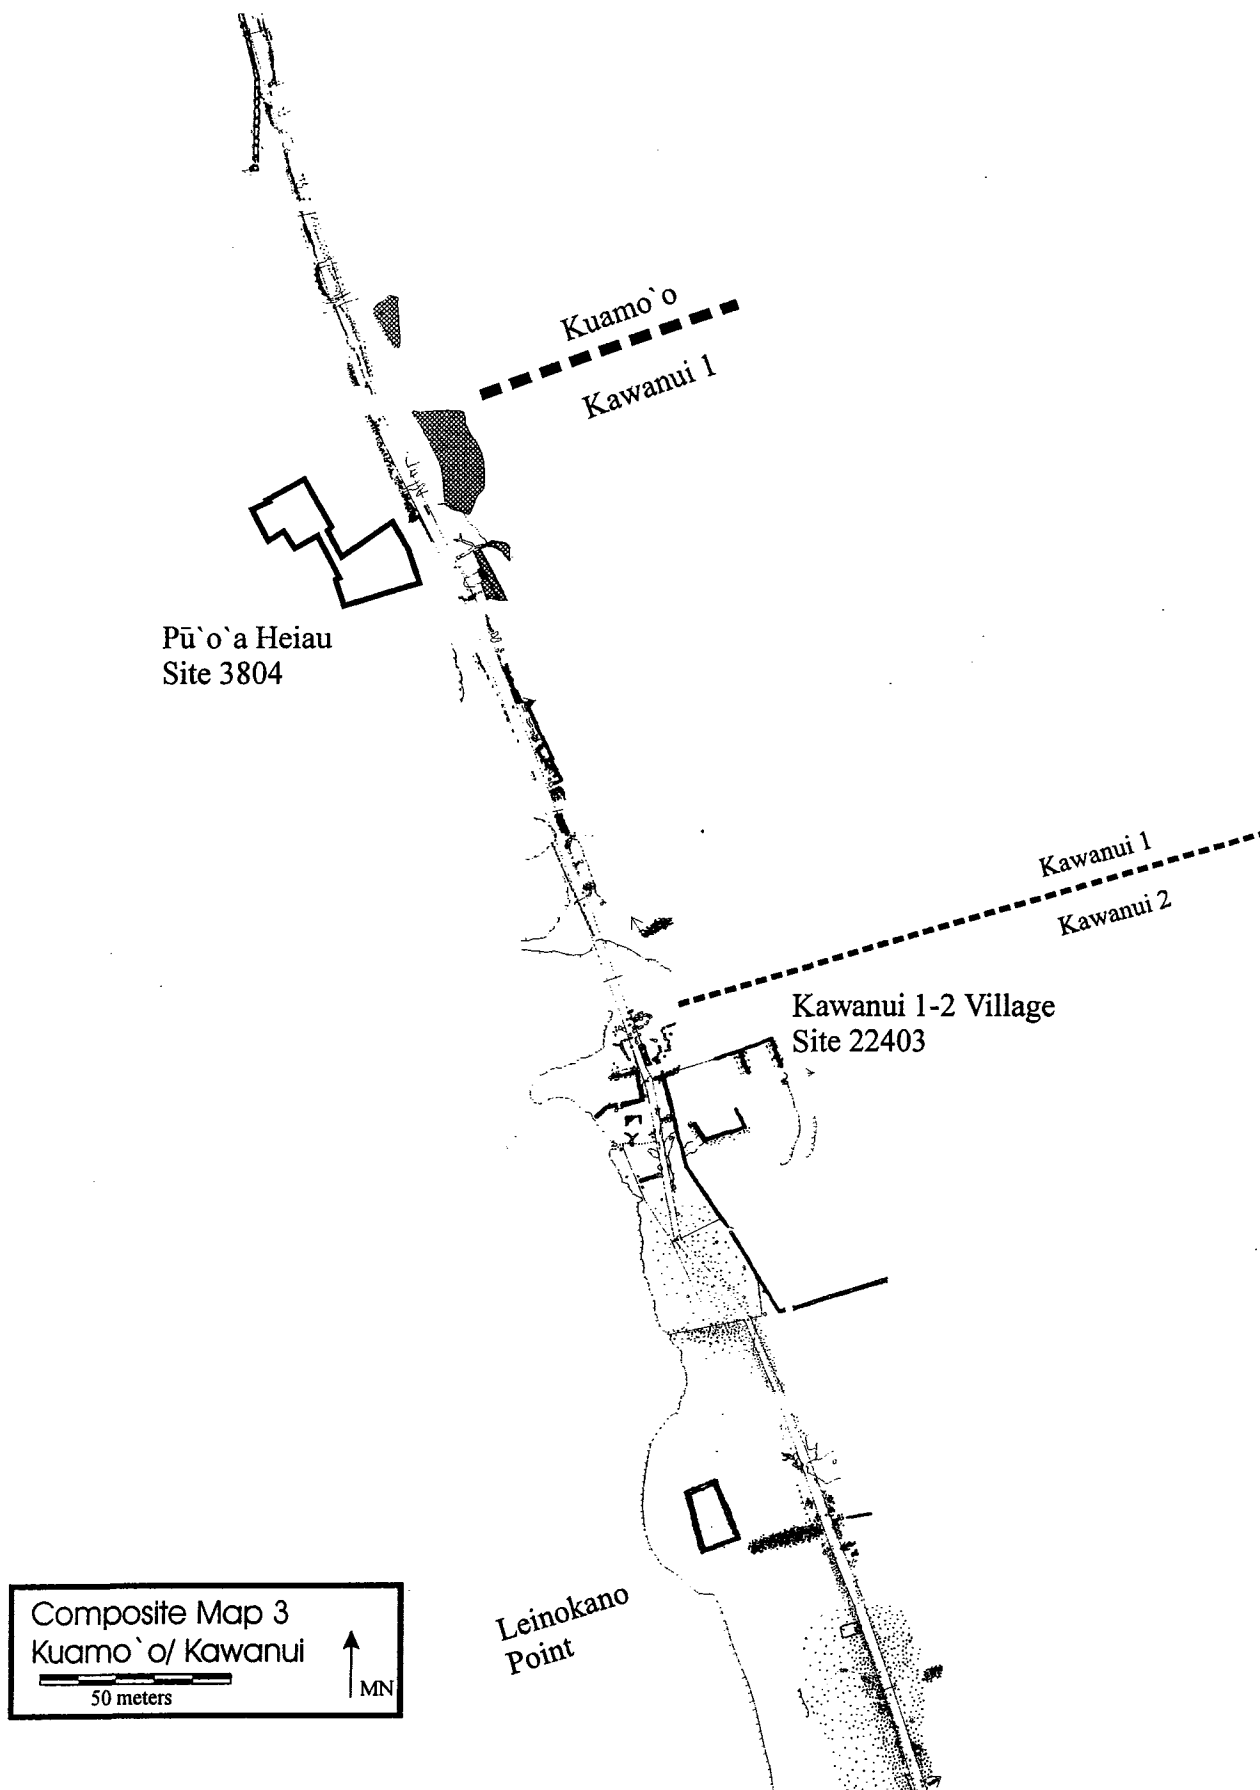 Kuamo`o
Kawanui 1
Pū`o`a Heiau
Site 3804
Kawanui 1
Kawanui 2
Kawanui 1-2 Village
Site 22403
Leinokano
Point
Composite Map 3
Kuamo`o/ Kawanui
50 meters
MN